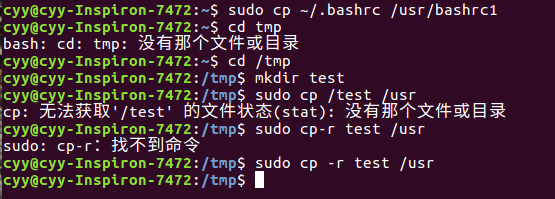 cyy@cyy-Inspiron-7472:~$ sudo cp ~/.bashrc /usr/bashrc1
cyy@cyy-Inspiron-7472:~$ cd tmp
bash: cd: tmp: 没有那个文件或目录
cyy@cyy-Inspiron-7472:~$ cd /tmp
cyy@cyy-Inspiron-7472:/tmp$ mkdir test
cyy@cyy-Inspiron-7472:/tmp$ sudo cp /test /usr
cp: 无法获取'/test' 的文件状态(stat): 没有那个文件或目录
cyy@cyy-Inspiron-7472:/tmp$ sudo cp-r test /usr
sudo: cp-r：找不到命令
cyy@cyy-Inspiron-7472:/tmp$ sudo cp -r test /usr
cyy@cyy-Inspiron-7472:/tmp$